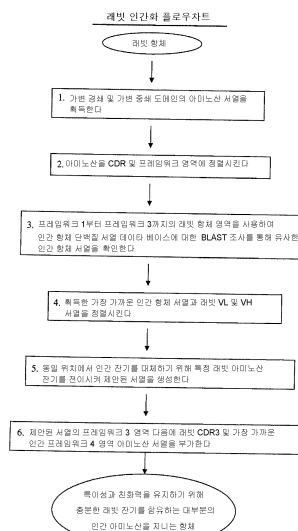 래빗 인간화 플로우차트
래빗 항체
1. 가변 경쇄 및 가변 중쇄 도메인의 아미노산 서열을
획득한다
2.아미노산을 CDR 및 프레임워크 영역에 정렬시킨다
3. 프레임워크 1부터 프레임워크 3까지의 래빗 항체 영역을 사용하여
인간 항체 단백질 서열 데이타 베이스에 대한 BLAST 조사를 통해 유사한
인간 항체 서열을 확인한다
4. 획득한 가장 가까운 인간 항체 서열과 래빗 VL 및 VH
서열을 정렬시킨다
5. 동일 위치에서 인간 잔기를 대체하기 위해 특정 래빗 아미노산
잔기를 전이시켜 제안된 서열을 생성한다
6. 제안된 서열의 프레임워크 3 영역 다음에 래빗 CDR3 및 가장 가까운
인간 프레임워크 4 영역 아미노산 서열을 부가한다
특이성과 친화력을 유지하기 위해
충분한 래빗 잔기를 함유하는 대부분의
인간 아미노산을 지니는 항체